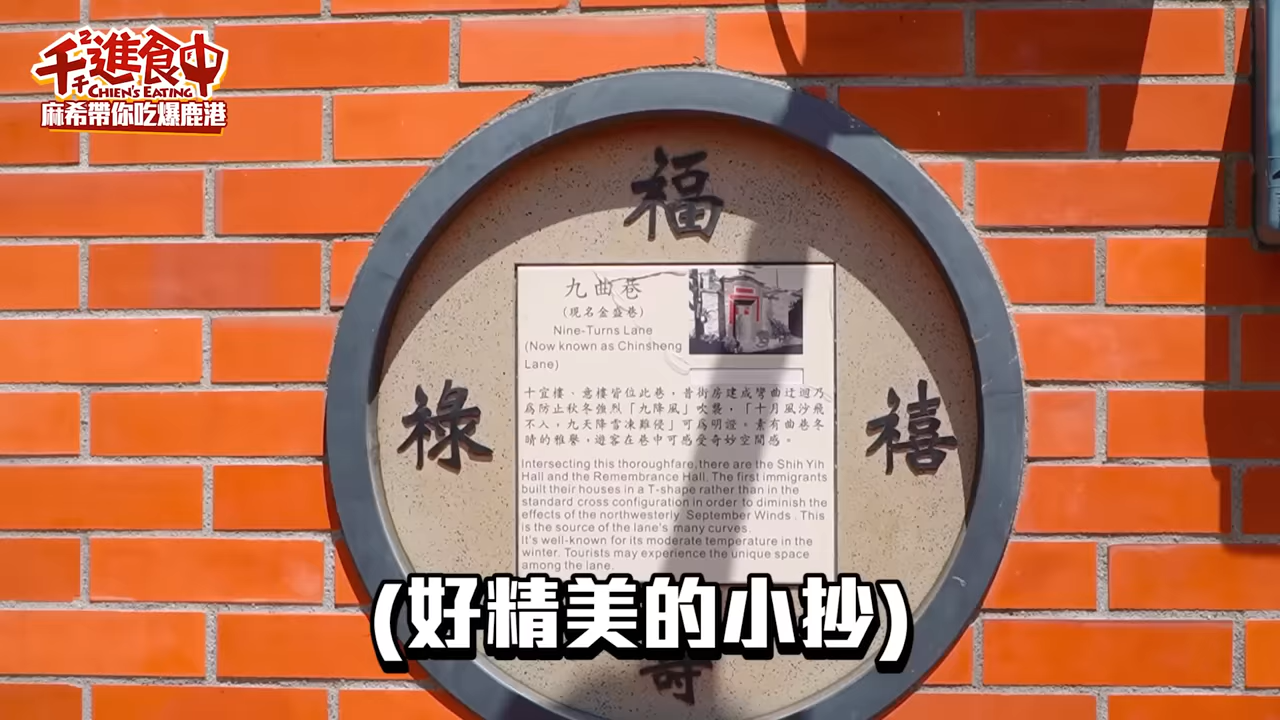 千千進食中
CHIEN's EATING
麻希帶你吃爆鹿港
福
九曲巷
(現名金盛巷)
Nine-Turns Lane
(Now known as Chinsheng
Lane)
十宜樓、意樓皆位此巷，昔街房建成彎曲迂迴乃
為防止秋冬強烈「九降風」吹襲，「十月風沙飛
不入，九天降雪凍難侵」可為明證。素有曲巷冬
晴的雅譽，遊客在巷中可感受奇妙空間感。
Intersecting this thoroughfare, there are the Shih Yih
Hall and the Remembrance Hall. The first immigrants
built their houses in a T-shape rather than in the
standard cross configuration in order to diminish the
effects of the northwesterly September Winds. This
is the source of the lane's many curves.
It's well-known for its moderate temperature in the
winter. Tourists may experience the unique space
among the lane.
祿
禧
(好精美的小抄)